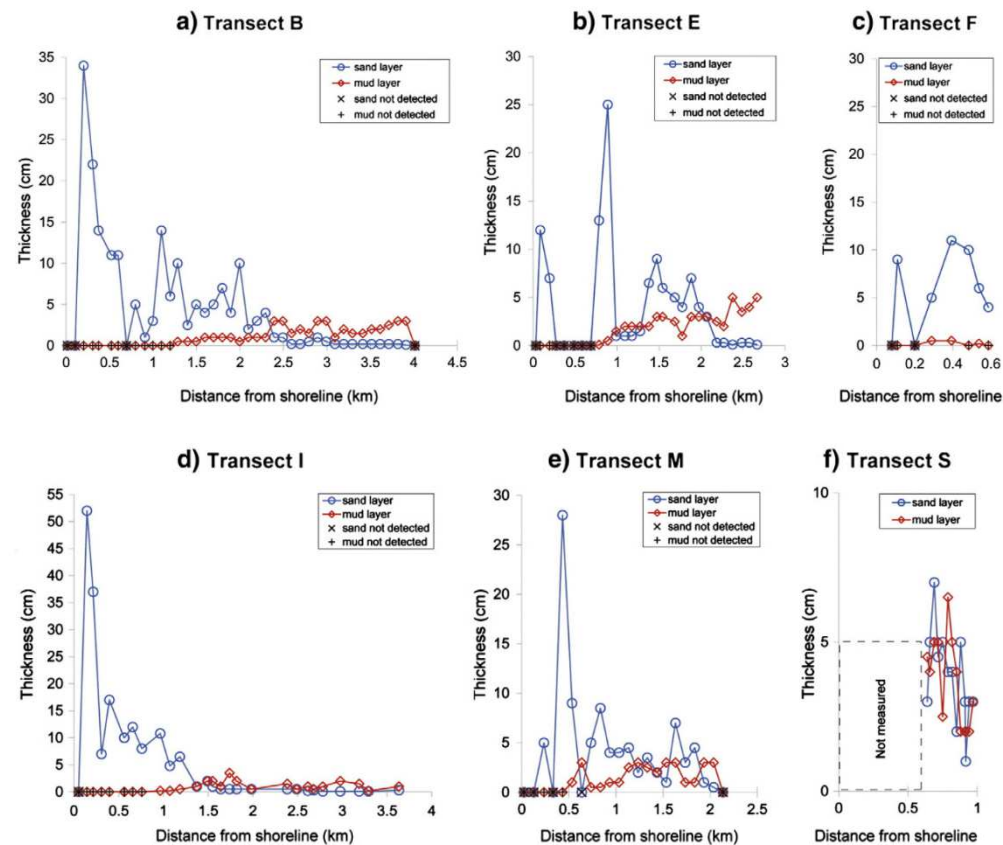 a) Transect B
35
30
25
20
15
10
5
0
Thickness (cm)
0 0.5 1 1.5 2 2.5 3 3.5 4 4.5
Distance from shoreline (km)
sand layer
mud layer
sand not detected
mud not detected
b) Transect E
30
25
20
15
10
5
0
Thickness (cm)
0 0.5 1 1.5 2 2.5 3
Distance from shoreline (km)
sand layer
mud layer
sand not detected
mud not detected
c) Transect F
30
25
20
15
10
5
0
Thickness (cm)
0 0.2 0.4 0.6
Distance from shoreline
sand layer
mud layer
sand not detected
mud not detected
d) Transect I
55
50
45
40
35
30
25
20
15
10
5
0
Thickness (cm)
0 0.5 1 1.5 2 2.5 3 3.5 4
Distance from shoreline (km)
sand layer
mud layer
sand not detected
mud not detected
e) Transect M
30
25
20
15
10
5
0
Thickness (cm)
0 0.5 1 1.5 2 2.5
Distance from shoreline (km)
sand layer
mud layer
sand not detected
mud not detected
f) Transect S
10
5
0
Thickness (cm)
0 0.5 1
Distance from shoreline
sand layer
mud layer
Not measured